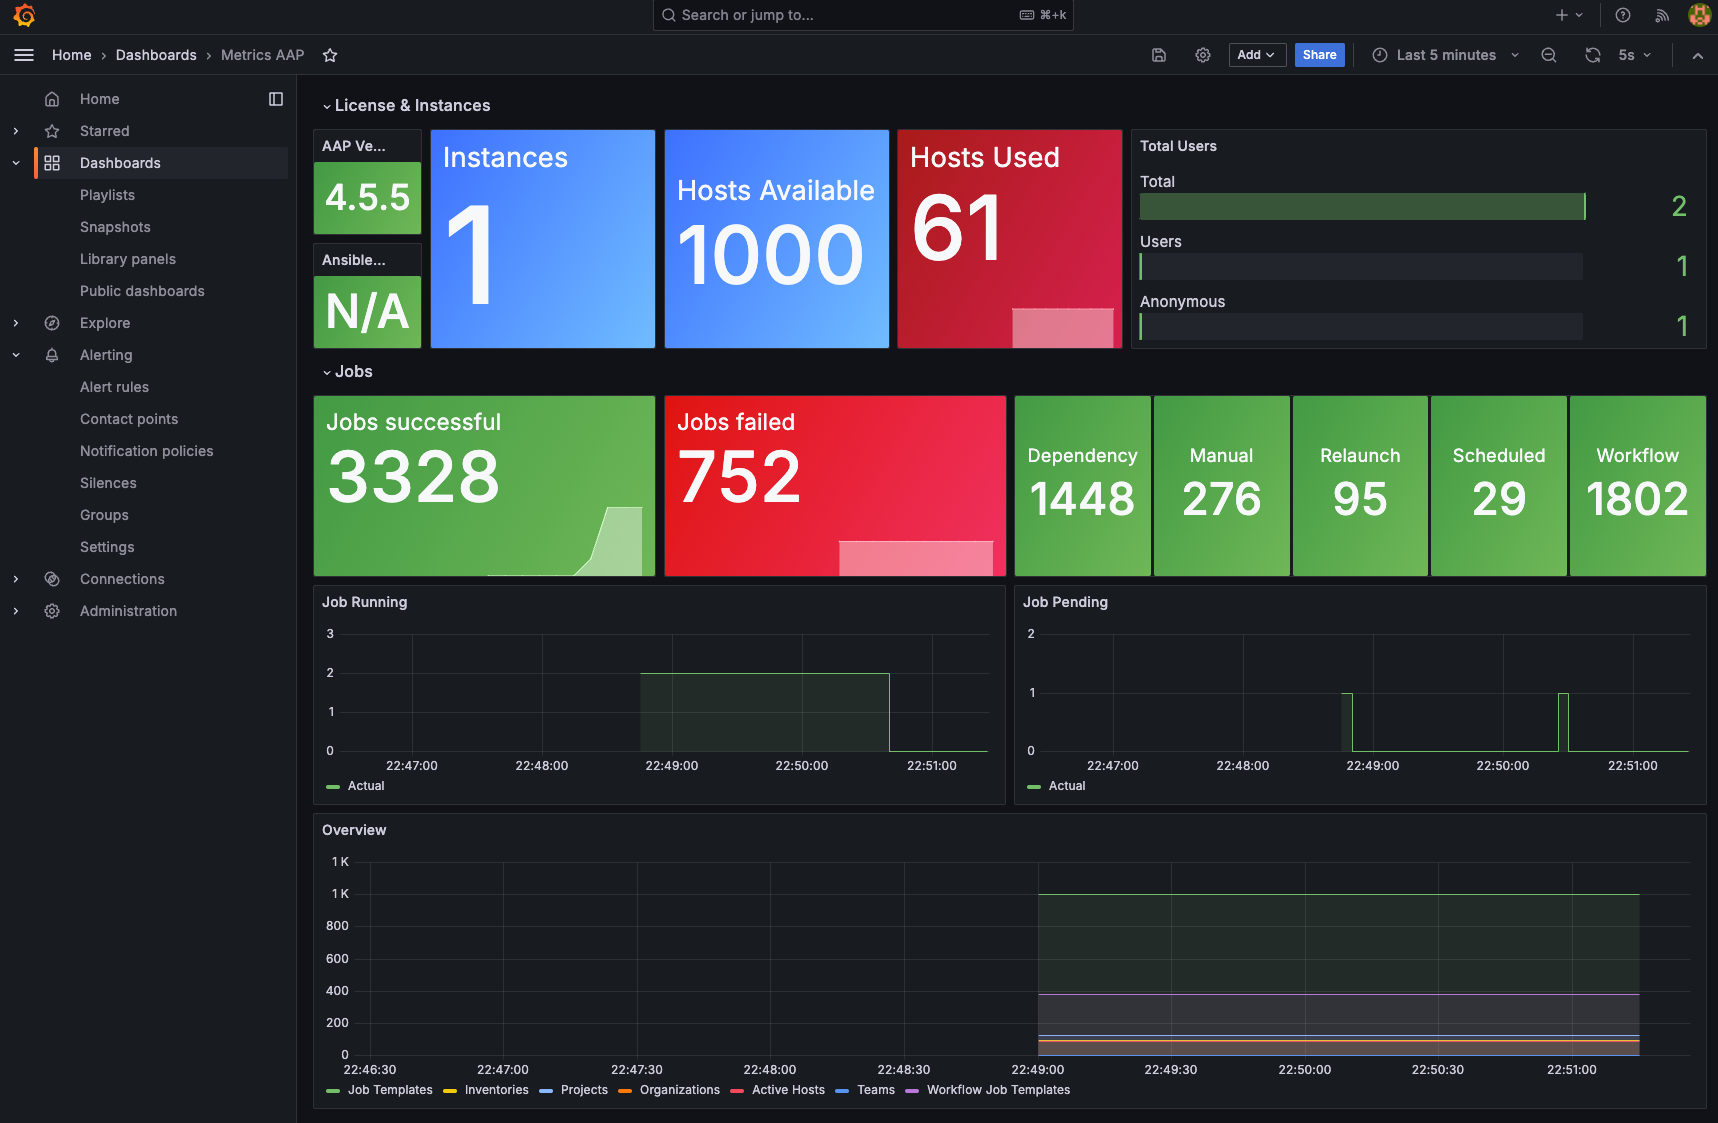 Search or jump to...
⌘+k
Home › Dashboards › Metrics AAP
Add
Share
Last 5 minutes
5s
Home
Starred
Dashboards
Playlists
Snapshots
Library panels
Public dashboards
Explore
Alerting
Alert rules
Contact points
Notification policies
Silences
Groups
Settings
Connections
Administration
License & Instances
AAP Ve...
4.5.5
Ansible...
N/A
Instances
1
Hosts Available
1000
Hosts Used
61
Total Users
Total
2
Users
1
Anonymous
1
Jobs
Jobs successful
3328
Jobs failed
752
Dependency
1448
Manual
276
Relaunch
95
Scheduled
29
Workflow
1802
Job Running
3
2
1
0
22:47:00 22:48:00 22:49:00 22:50:00 22:51:00
Actual
Job Pending
2
1
0
22:47:00 22:48:00 22:49:00 22:50:00 22:51:00
Actual
Overview
1 K
1 K
800
600
400
200
0
22:46:30 22:47:00 22:47:30 22:48:00 22:48:30 22:49:00 22:49:30 22:50:00 22:50:30 22:51:00
Job Templates Inventories Projects Organizations Active Hosts Teams Workflow Job Templates